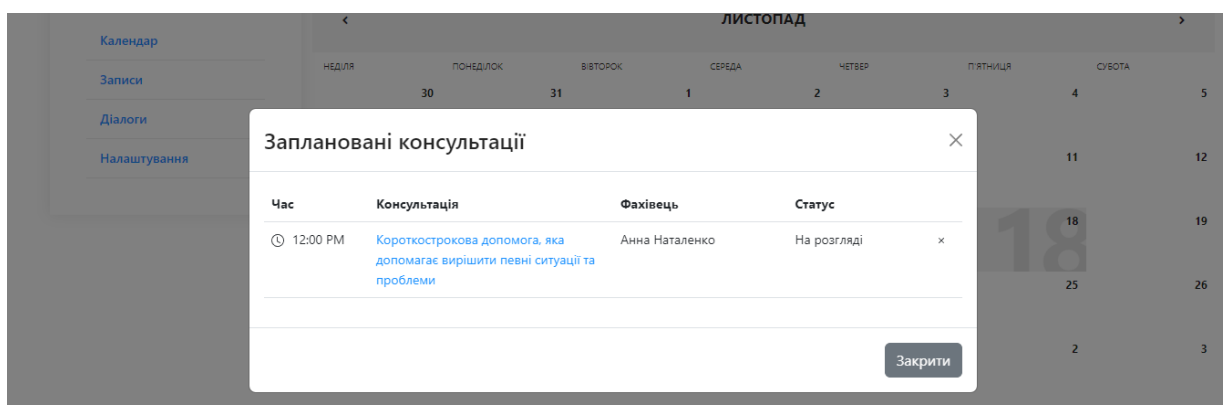 ‹ ЛИСТОПАД ›
Календар
НЕДІЛЯ ПОНЕДІЛОК ВІВТОРОК СЕРЕДА ЧЕТВЕР П'ЯТНИЦЯ СУБОТА
Записи
30 31 1 2 3 4 5
Діалоги
Налаштування
11 12
18 18 19
25 26
2 3
Заплановані консультації ×
Час Консультація Фахівець Статус
12:00 PM Короткострокова допомога, яка Анна Наталенко На розгляді ×
допомагає вирішити певні ситуації та
проблеми
Закрити